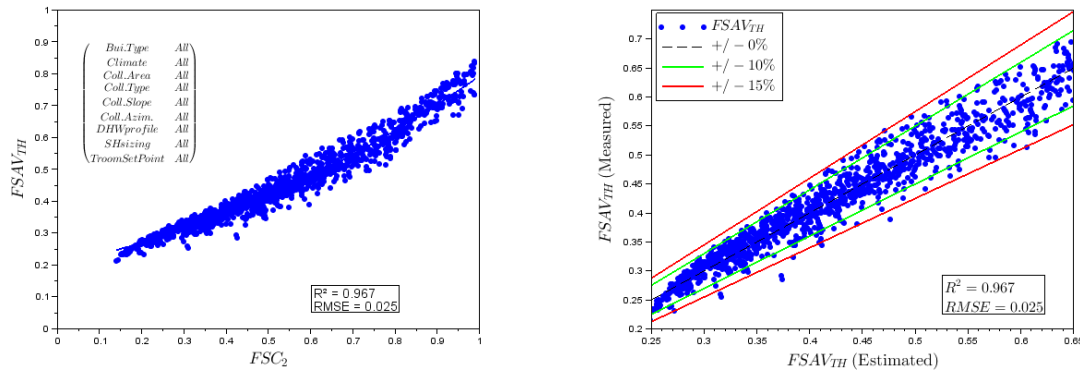 1
0.9
0.8
0.7
0.6
0.5
0.4
0.3
0.2
0.1
0
FSAV_TH
Bui.Type All
Climate All
Coll.Area All
Coll.Type All
Coll.Slope All
Coll.Azim. All
DHWprofile All
SHsizing All
TroomSetPoint All
R² = 0.967
RMSE = 0.025
0 0.1 0.2 0.3 0.4 0.5 0.6 0.7 0.8 0.9 1
FSC₂
0.65
0.6
0.55
0.5
0.45
0.4
0.35
0.3
0.25
0.2
FSAV_TH (Measured)
FSAV_TH
+/ − 0%
+/ − 10%
+/ − 15%
R² = 0.967
RMSE = 0.025
0.25 0.3 0.35 0.4 0.45 0.5 0.55 0.6 0.65
FSAV_TH (Estimated)